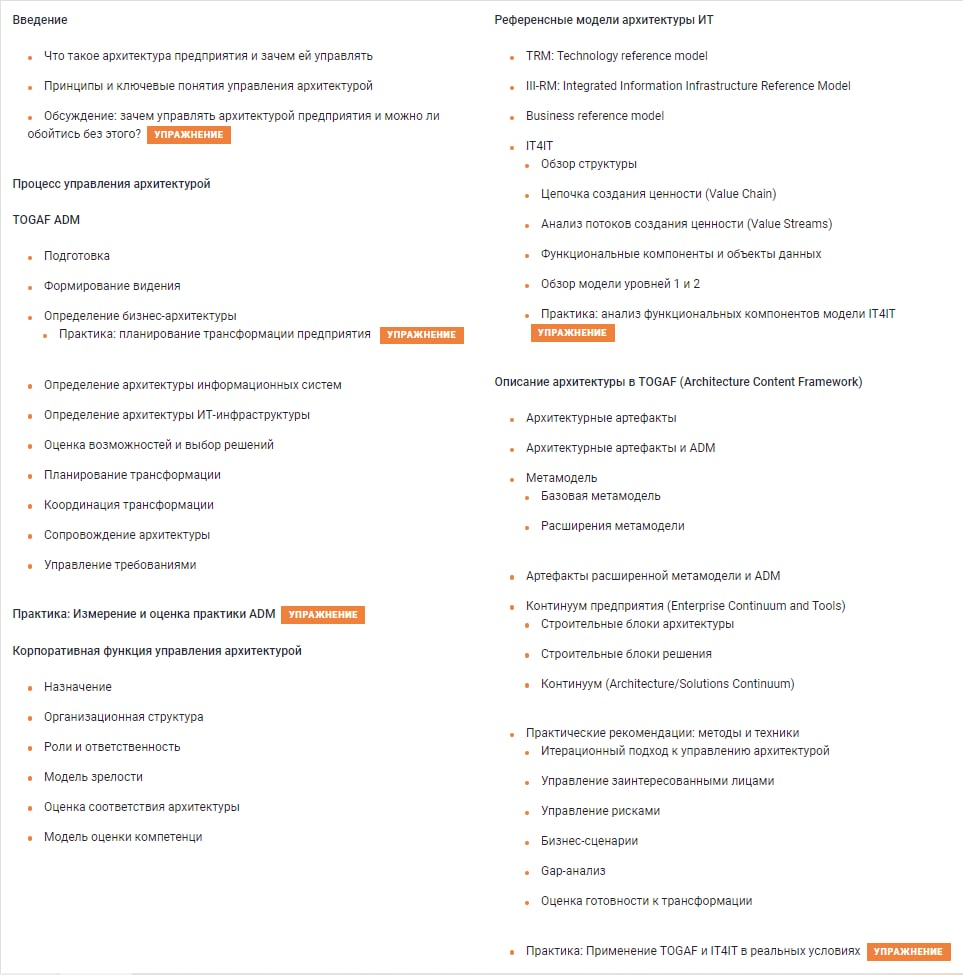 Введение
Что такое архитектура предприятия и зачем ей управлять
Принципы и ключевые понятия управления архитектурой
Обсуждение: зачем управлять архитектурой предприятия и можно ли
обойтись без этого? УПРАЖНЕНИЕ
Процесс управления архитектурой
TOGAF ADM
Подготовка
Формирование видения
Определение бизнес-архитектуры
Практика: планирование трансформации предприятия УПРАЖНЕНИЕ
Определение архитектуры информационных систем
Определение архитектуры ИТ-инфраструктуры
Оценка возможностей и выбор решений
Планирование трансформации
Координация трансформации
Сопровождение архитектуры
Управление требованиями
Практика: Измерение и оценка практики ADM УПРАЖНЕНИЕ
Корпоративная функция управления архитектурой
Назначение
Организационная структура
Роли и ответственность
Модель зрелости
Оценка соответствия архитектуры
Модель оценки компетенци
Референсные модели архитектуры ИТ
TRM: Technology reference model
III-RM: Integrated Information Infrastructure Reference Model
Business reference model
IT4IT
Обзор структуры
Цепочка создания ценности (Value Chain)
Анализ потоков создания ценности (Value Streams)
Функциональные компоненты и объекты данных
Обзор модели уровней 1 и 2
Практика: анализ функциональных компонентов модели IT4IT
УПРАЖНЕНИЕ
Описание архитектуры в TOGAF (Architecture Content Framework)
Архитектурные артефакты
Архитектурные артефакты и ADM
Метамодель
Базовая метамодель
Расширения метамодели
Артефакты расширенной метамодели и ADM
Континуум предприятия (Enterprise Continuum and Tools)
Строительные блоки архитектуры
Строительные блоки решения
Континуум (Architecture/Solutions Continuum)
Практические рекомендации: методы и техники
Итерационный подход к управлению архитектурой
Управление заинтересованными лицами
Управление рисками
Бизнес-сценарии
Gap-анализ
Оценка готовности к трансформации
Практика: Применение TOGAF и IT4IT в реальных условиях УПРАЖНЕНИЕ